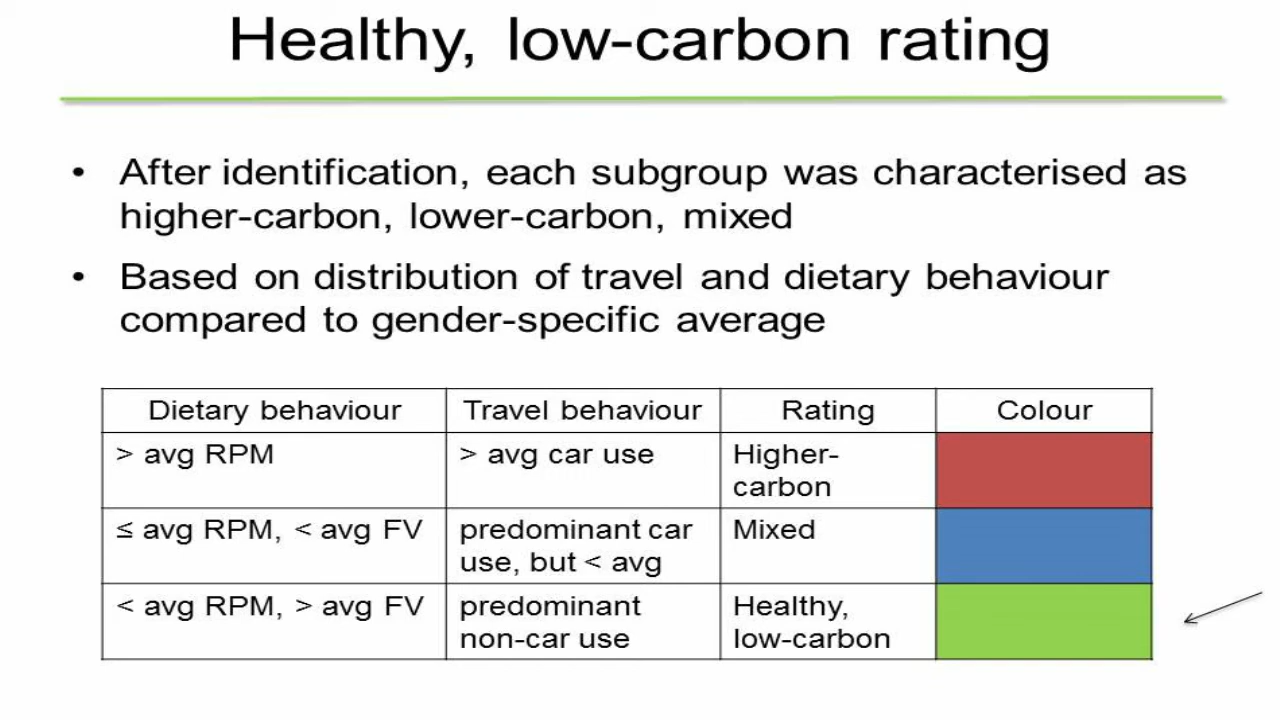 Healthy, low-carbon rating
• After identification, each subgroup was characterised as
higher-carbon, lower-carbon, mixed
• Based on distribution of travel and dietary behaviour
compared to gender-specific average
Dietary behaviour Travel behaviour Rating Colour
> avg RPM > avg car use Higher-
carbon
≤ avg RPM, < avg FV predominant car Mixed
use, but < avg
< avg RPM, > avg FV predominant Healthy,
non-car use low-carbon